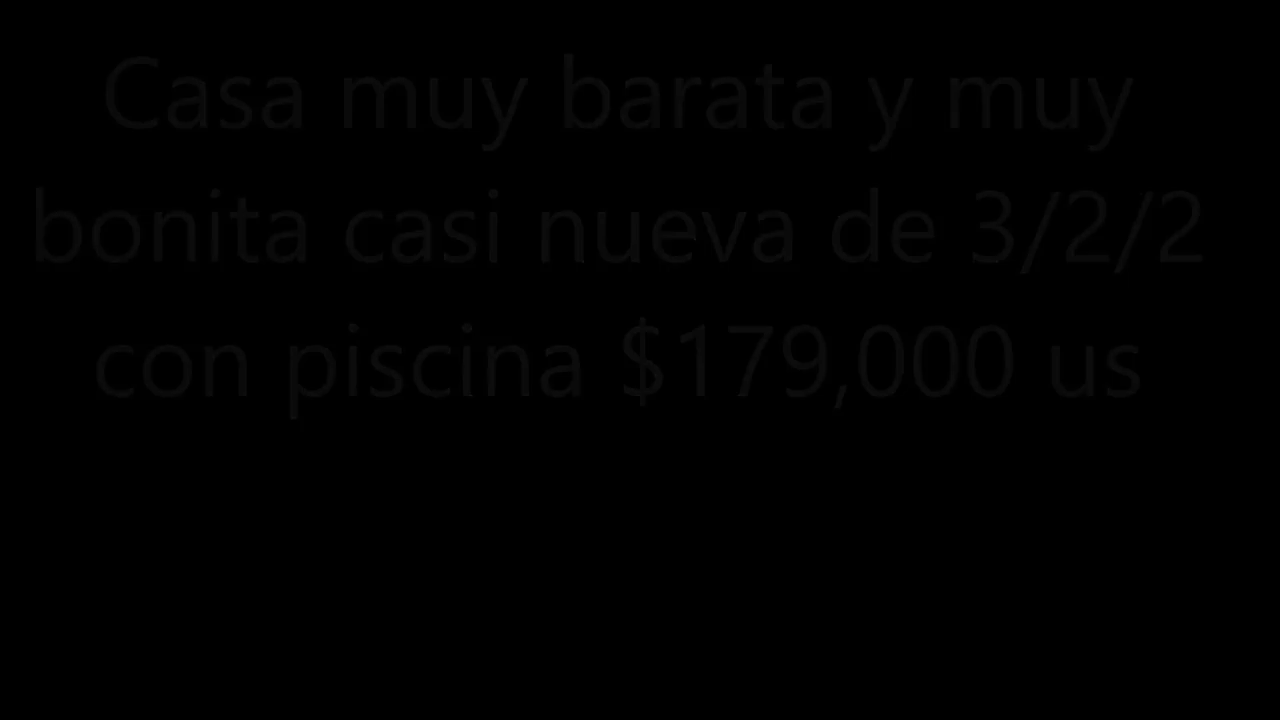 Casa muy barata y muy
bonita casi nueva de 3/2/2
con piscina $179,000 us